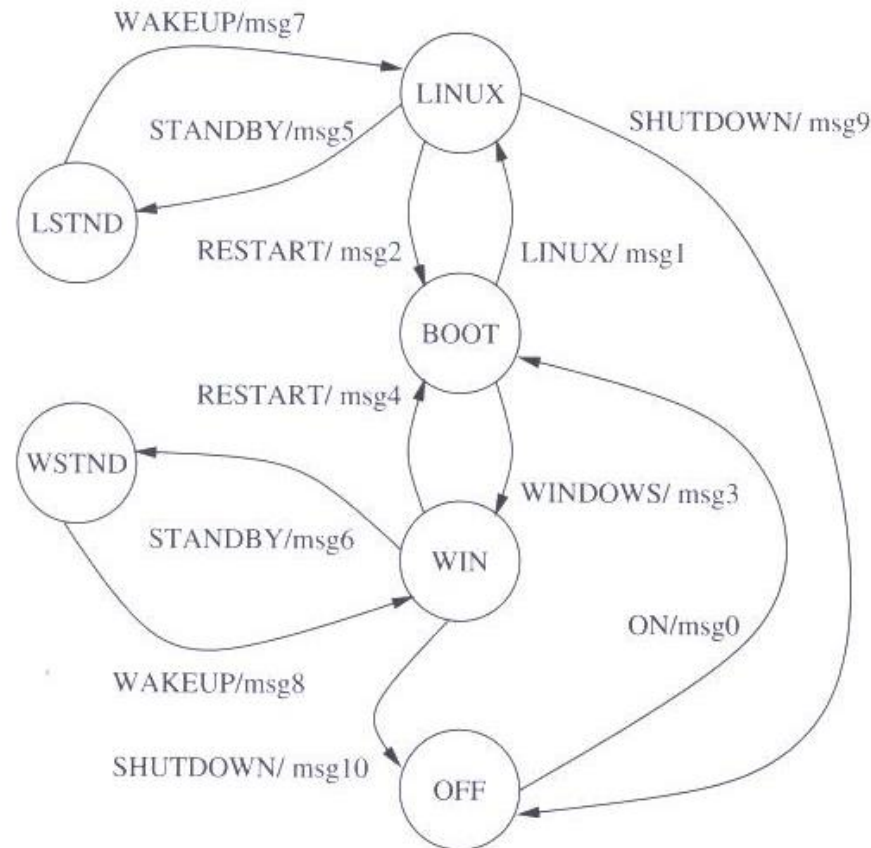 WAKEUP/msg7
LINUX
STANDBY/msg5
SHUTDOWN/ msg9
LSTND
RESTART/ msg2
LINUX/ msg1
BOOT
RESTART/ msg4
WSTND
WINDOWS/ msg3
STANDBY/msg6
WIN
ON/msg0
WAKEUP/msg8
SHUTDOWN/ msg10
OFF